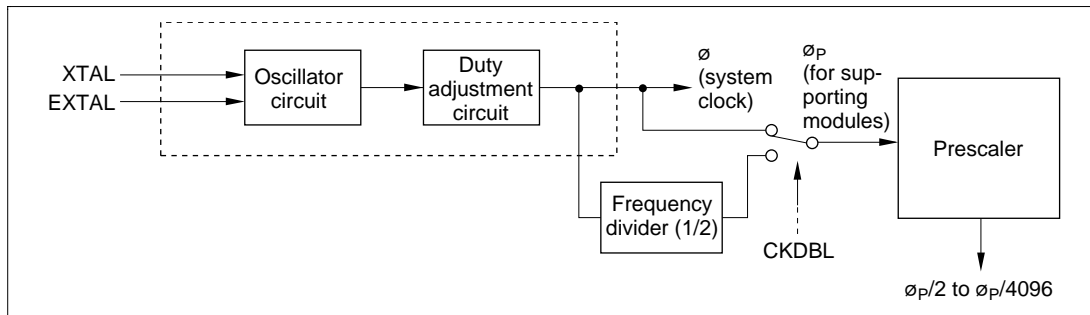 XTAL
EXTAL
Oscillator
circuit
Duty
adjustment
circuit
ø
(system
clock)
øP
(for sup-
porting
modules)
Prescaler
Frequency
divider (1/2)
CKDBL
øP/2 to øP/4096